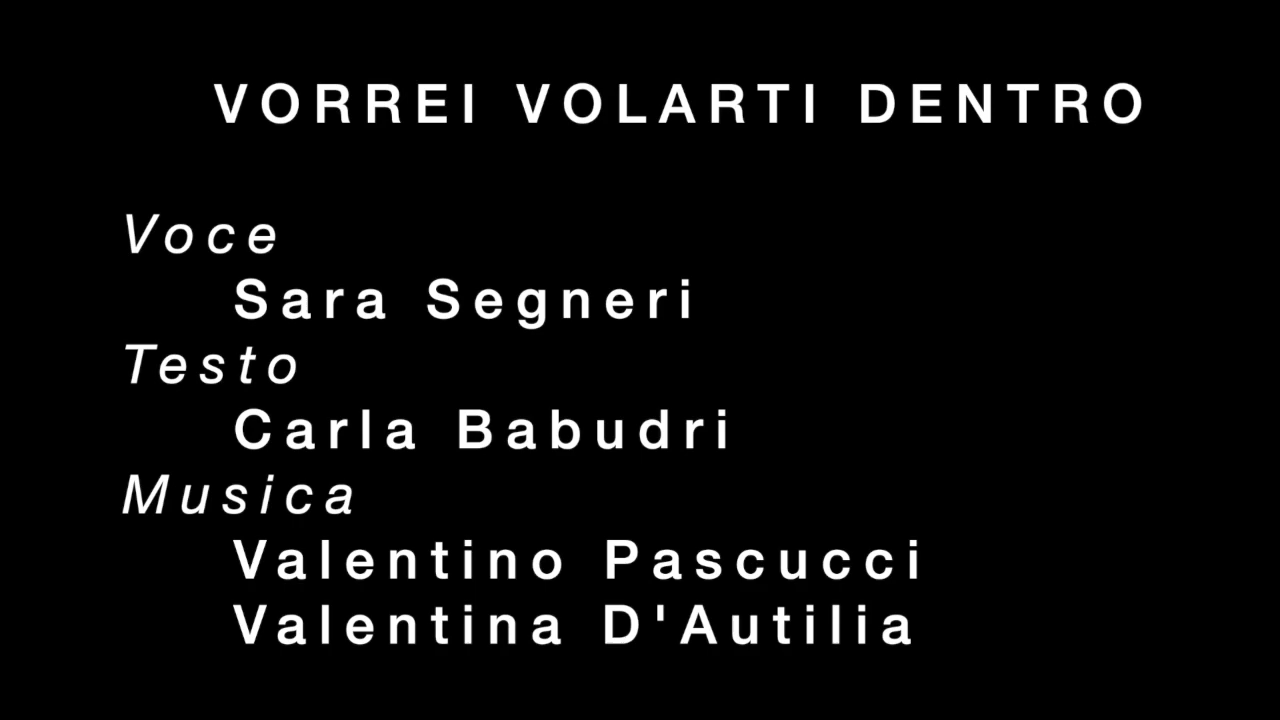 VORREI VOLARTI DENTRO
Voce
Sara Segneri
Testo
Carla Babudri
Musica
Valentino Pascucci
Valentina D'Autilia